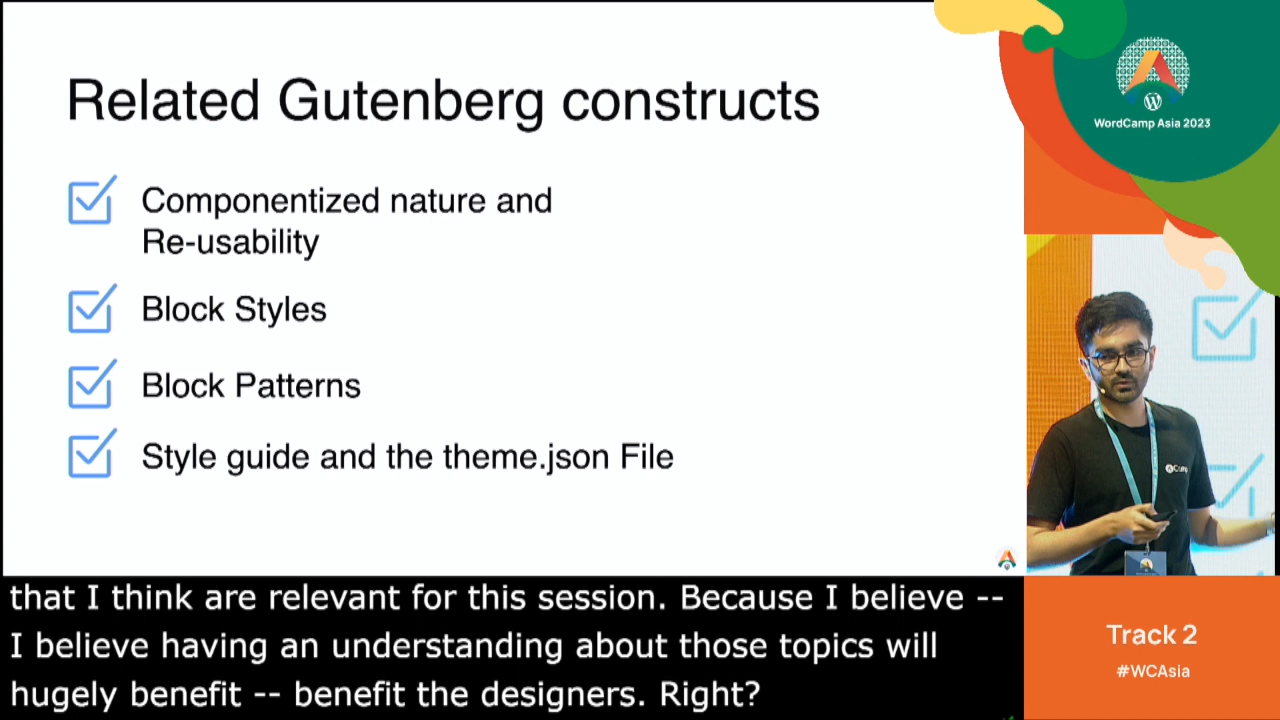 Related Gutenberg constructs
Componentized nature and
Re-usability
Block Styles
Block Patterns
Style guide and the theme.json File
that I think are relevant for this session. Because I believe --
I believe having an understanding about those topics will
hugely benefit -- benefit the designers. Right?
WordCamp Asia 2023
Track 2
#WCAsia